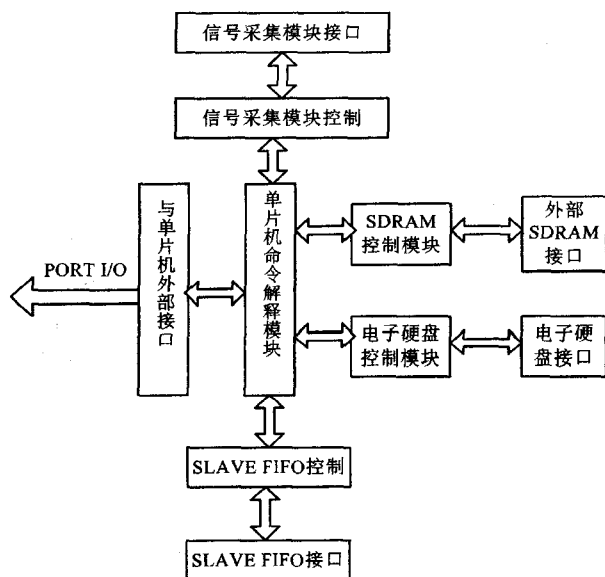 信号采集模块接口
信号采集模块控制
PORT I/O
与单片机外部接口
单片机命令解释模块
SDRAM
控制模块
外部
SDRAM
接口
电子硬盘
控制模块
电子硬
盘接口
SLAVE FIFO控制
SLAVE FIFO接口